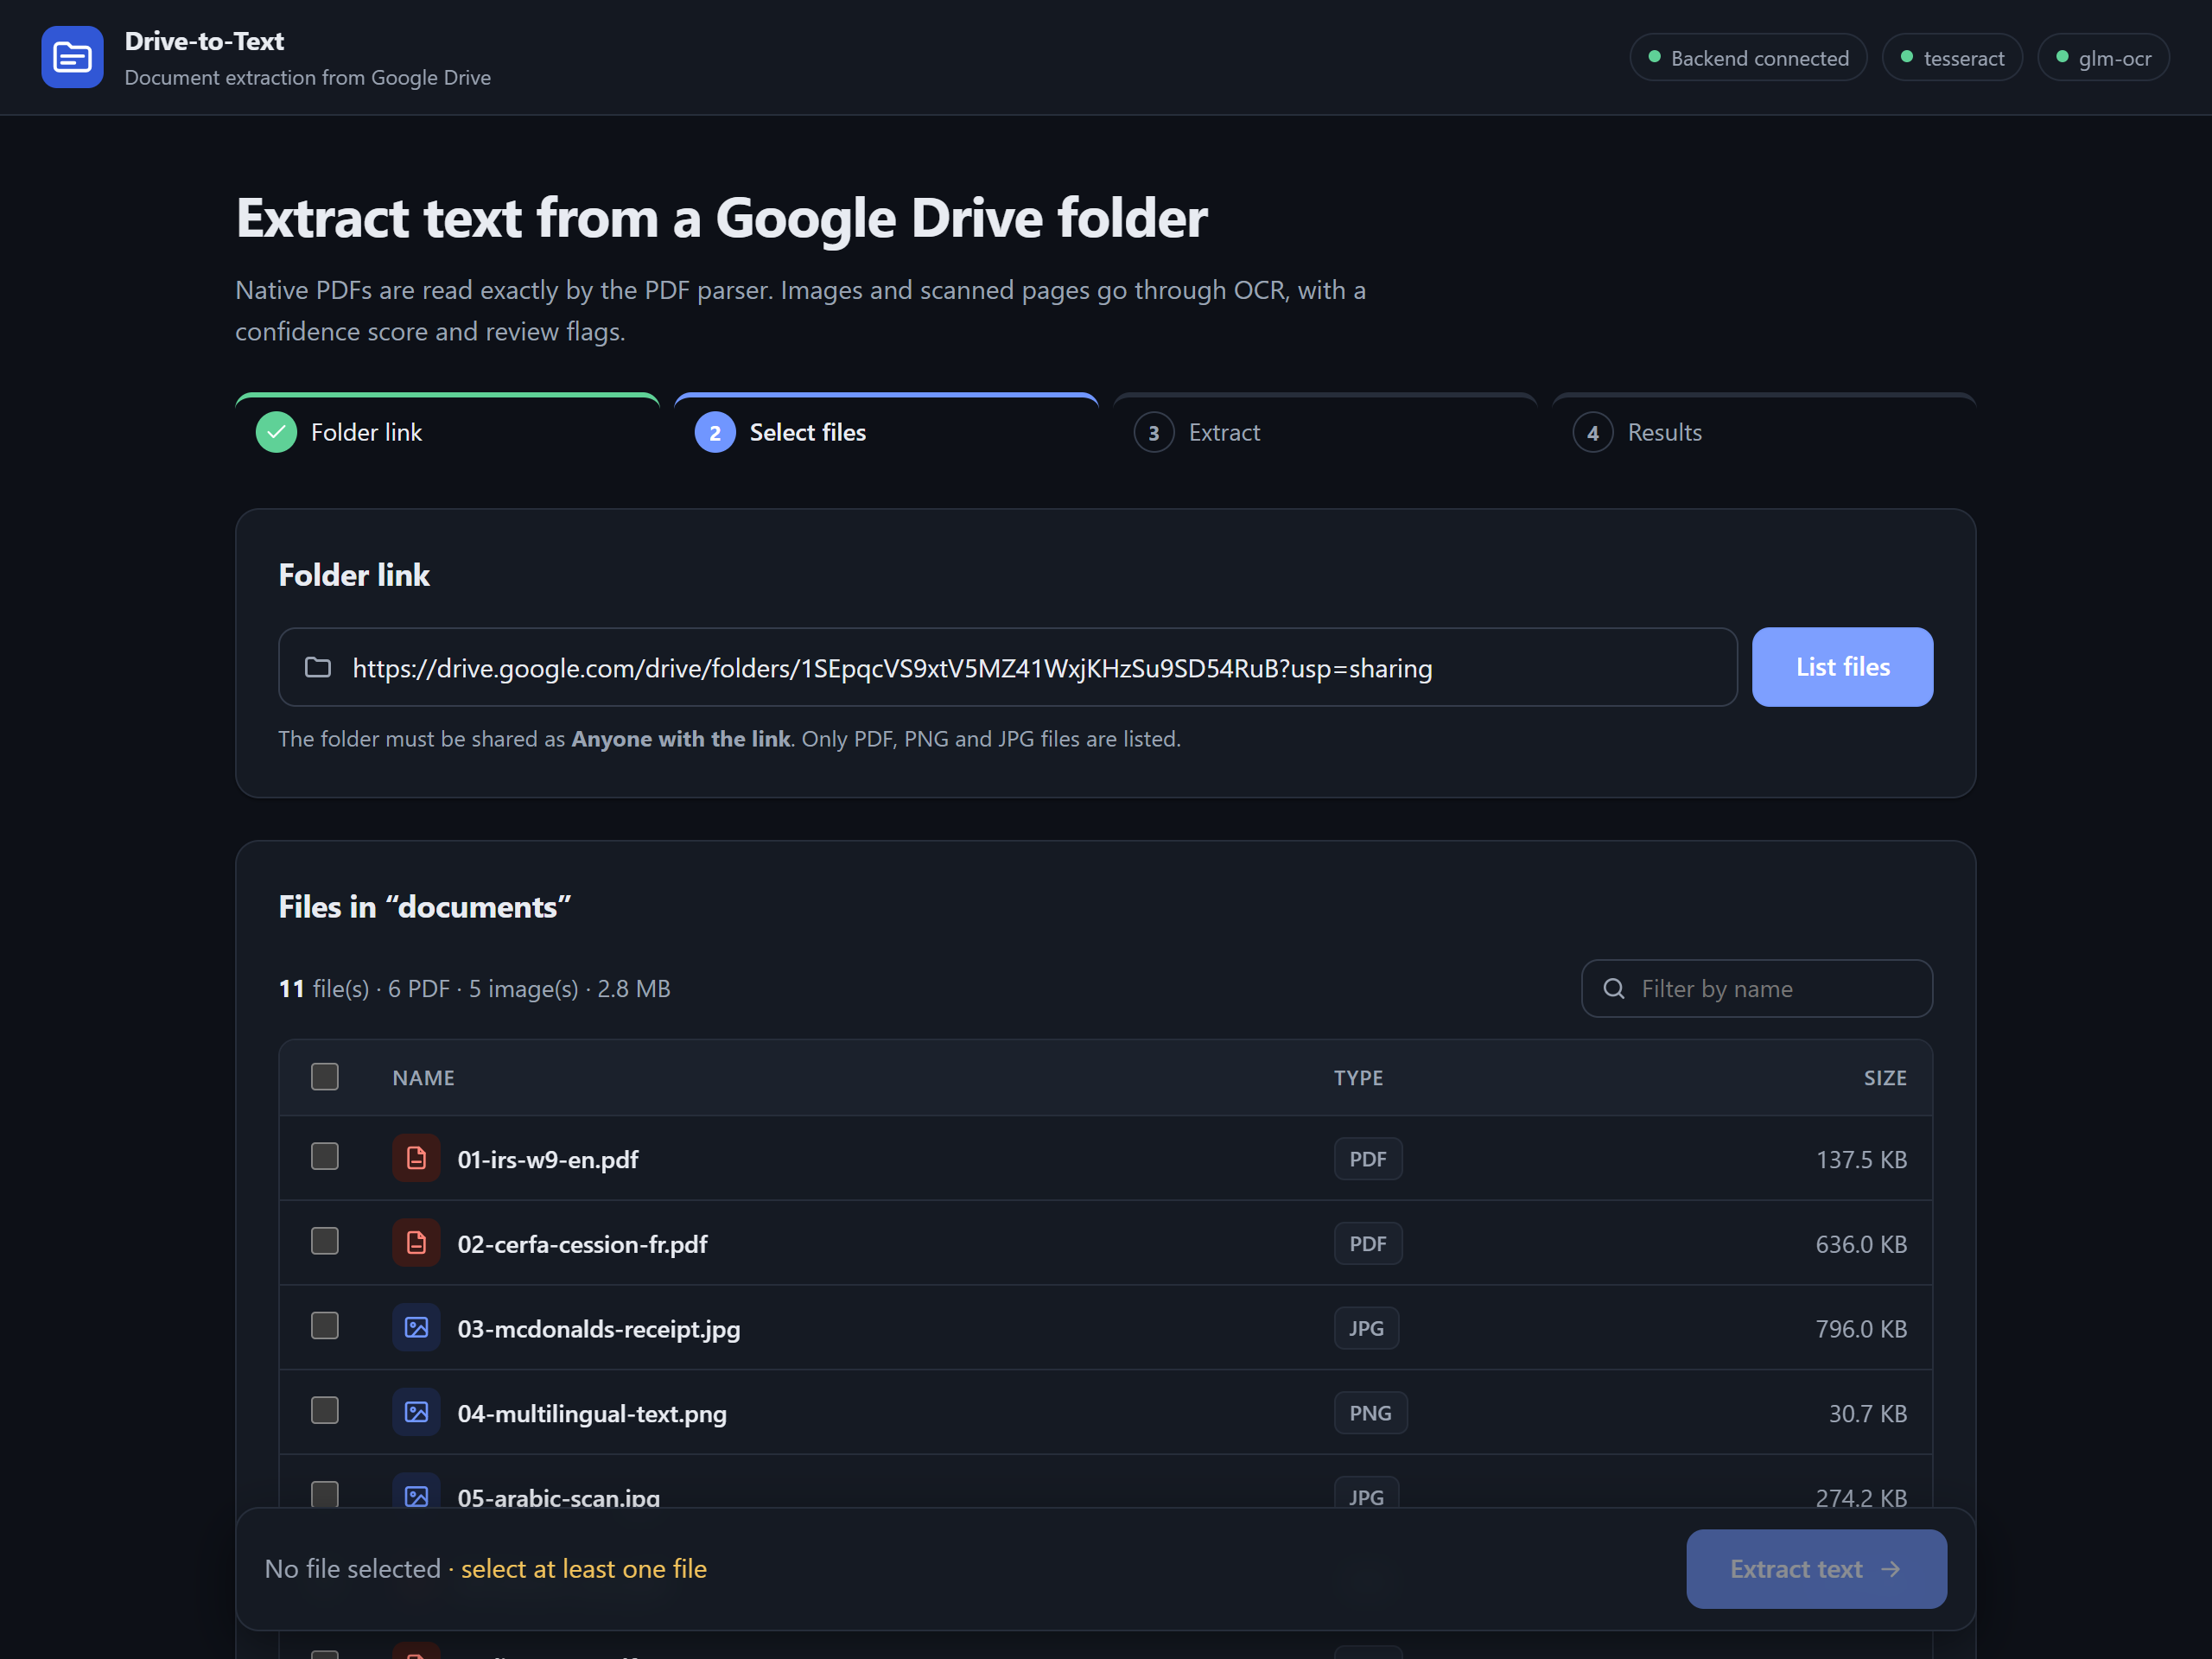 Drive-to-Text
Document extraction from Google Drive
Backend connected
tesseract
glm-ocr
Extract text from a Google Drive folder
Native PDFs are read exactly by the PDF parser. Images and scanned pages go through OCR, with a
confidence score and review flags.
Folder link
2 Select files
3 Extract
4 Results
Folder link
https://drive.google.com/drive/folders/1SEpqcVS9xtV5MZ41WxjKHzSu9SD54RuB?usp=sharing
List files
The folder must be shared as Anyone with the link. Only PDF, PNG and JPG files are listed.
Files in “documents”
11 file(s) · 6 PDF · 5 image(s) · 2.8 MB
Filter by name
NAME TYPE SIZE
01-irs-w9-en.pdf PDF 137.5 KB
02-cerfa-cession-fr.pdf PDF 636.0 KB
03-mcdonalds-receipt.jpg JPG 796.0 KB
04-multilingual-text.png PNG 30.7 KB
05-arabic-scan.jpg JPG 274.2 KB
No file selected · select at least one file
Extract text →